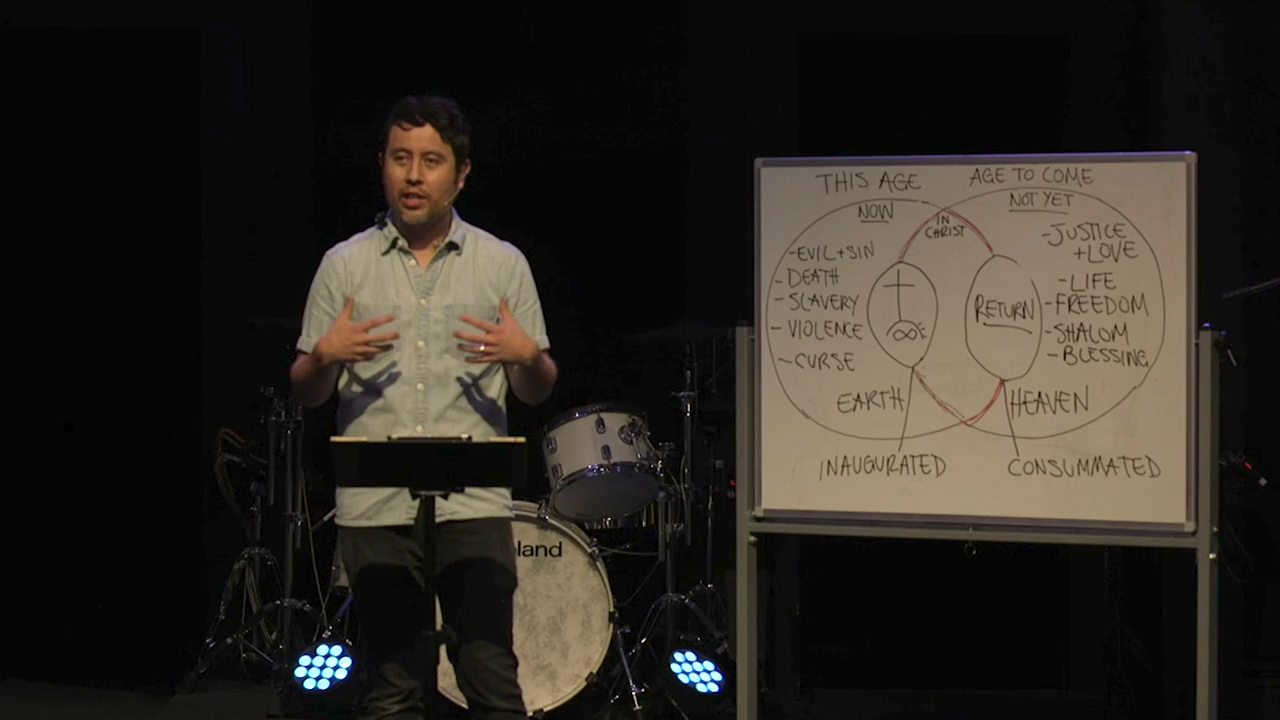 THIS AGE
AGE TO COME
NOW
NOT YET
IN
CHRIST
-EVIL+SIN
-DEATH
-SLAVERY
-VIOLENCE
-CURSE
RETURN
-JUSTICE
+LOVE
-LIFE
-FREEDOM
-SHALOM
-BLESSING
EARTH
HEAVEN
INAUGURATED
CONSUMMATED
land